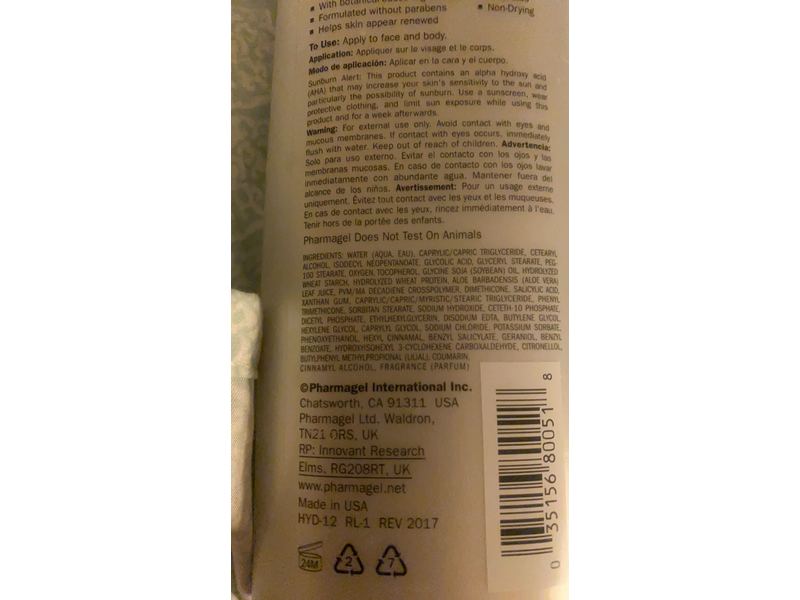 With botanical
Formulated without parabens
Non-Drying
Helps skin appear renewed
To Use: Apply to face and body.
Application: Appliquer sur le visage et le corps.
Modo de aplicación: Aplicar en la cara y el cuerpo.
Sunburn Alert: This product contains an alpha hydroxy acid
(AHA) that may increase your skin's sensitivity to the sun and
particularly the possibility of sunburn. Use a sunscreen, wear
protective clothing, and limit sun exposure while using this
product and for a week afterwards.
Warning: For external use only. Avoid contact with eyes and
mucous membranes. If contact with eyes occurs, immediately
flush with water. Keep out of reach of children. Advertencia:
Solo para uso externo. Evitar el contacto con los ojos y las
membranas mucosas. En caso de contacto con los ojos lavar
inmediatamente con abundante agua. Mantener fuera del
alcance de los niños. Avertissement: Pour un usage externe
uniquement. Évitez tout contact avec les yeux et les muqueuses.
En cas de contact avec les yeux, rincez immédiatement à l'eau.
Tenir hors de la portée des enfants.
Pharmagel Does Not Test On Animals
INGREDIENTS: WATER (AQUA, EAU), CAPRYLIC/CAPRIC TRIGLYCERIDE, CETEARYL
ALCOHOL, ISODECYL NEOPENTANOATE, GLYCOLIC ACID, GLYCERYL STEARATE, PEG-
100 STEARATE, OXYGEN, TOCOPHEROL, GLYCINE SOJA (SOYBEAN) OIL, HYDROLYZED
WHEAT STARCH, HYDROLYZED WHEAT PROTEIN, ALOE BARBADENSIS (ALOE VERA)
LEAF JUICE, PVM/MA DECADIENE CROSSPOLYMER, DIMETHICONE, SALICYLIC ACID,
XANTHAN GUM, CAPRYLIC/CAPRIC/MYRISTIC/STEARIC TRIGLYCERIDE, PHENYL
TRIMETHICONE, SORBITAN STEARATE, SODIUM HYDROXIDE, CETETH-10 PHOSPHATE,
DICETYL PHOSPHATE, ETHYLHEXYLGLYCERIN, DISODIUM EDTA, BUTYLENE GLYCOL,
HEXYLENE GLYCOL, CAPRYLYL GLYCOL, SODIUM CHLORIDE, POTASSIUM SORBATE,
PHENOXYETHANOL, HEXYL CINNAMAL, BENZYL SALICYLATE, GERANIOL, BENZYL
BENZOATE, HYDROXYISOHEXYL 3-CYCLOHEXENE CARBOXALDEHYDE, CITRONELLOL,
BUTYLPHENYL METHYLPROPIONAL (LILIAL), COUMARIN,
CINNAMYL ALCOHOL, FRAGRANCE (PARFUM)
©Pharmagel International Inc.
Chatsworth, CA 91311 USA
Pharmagel Ltd. Waldron,
TN21 ORS, UK
RP: Innovant Research
Elms, RG208RT, UK
www.pharmagel.net
Made in USA
HYD-12 RL-1 REV 2017
24M
2
7
0 35156 80051 8